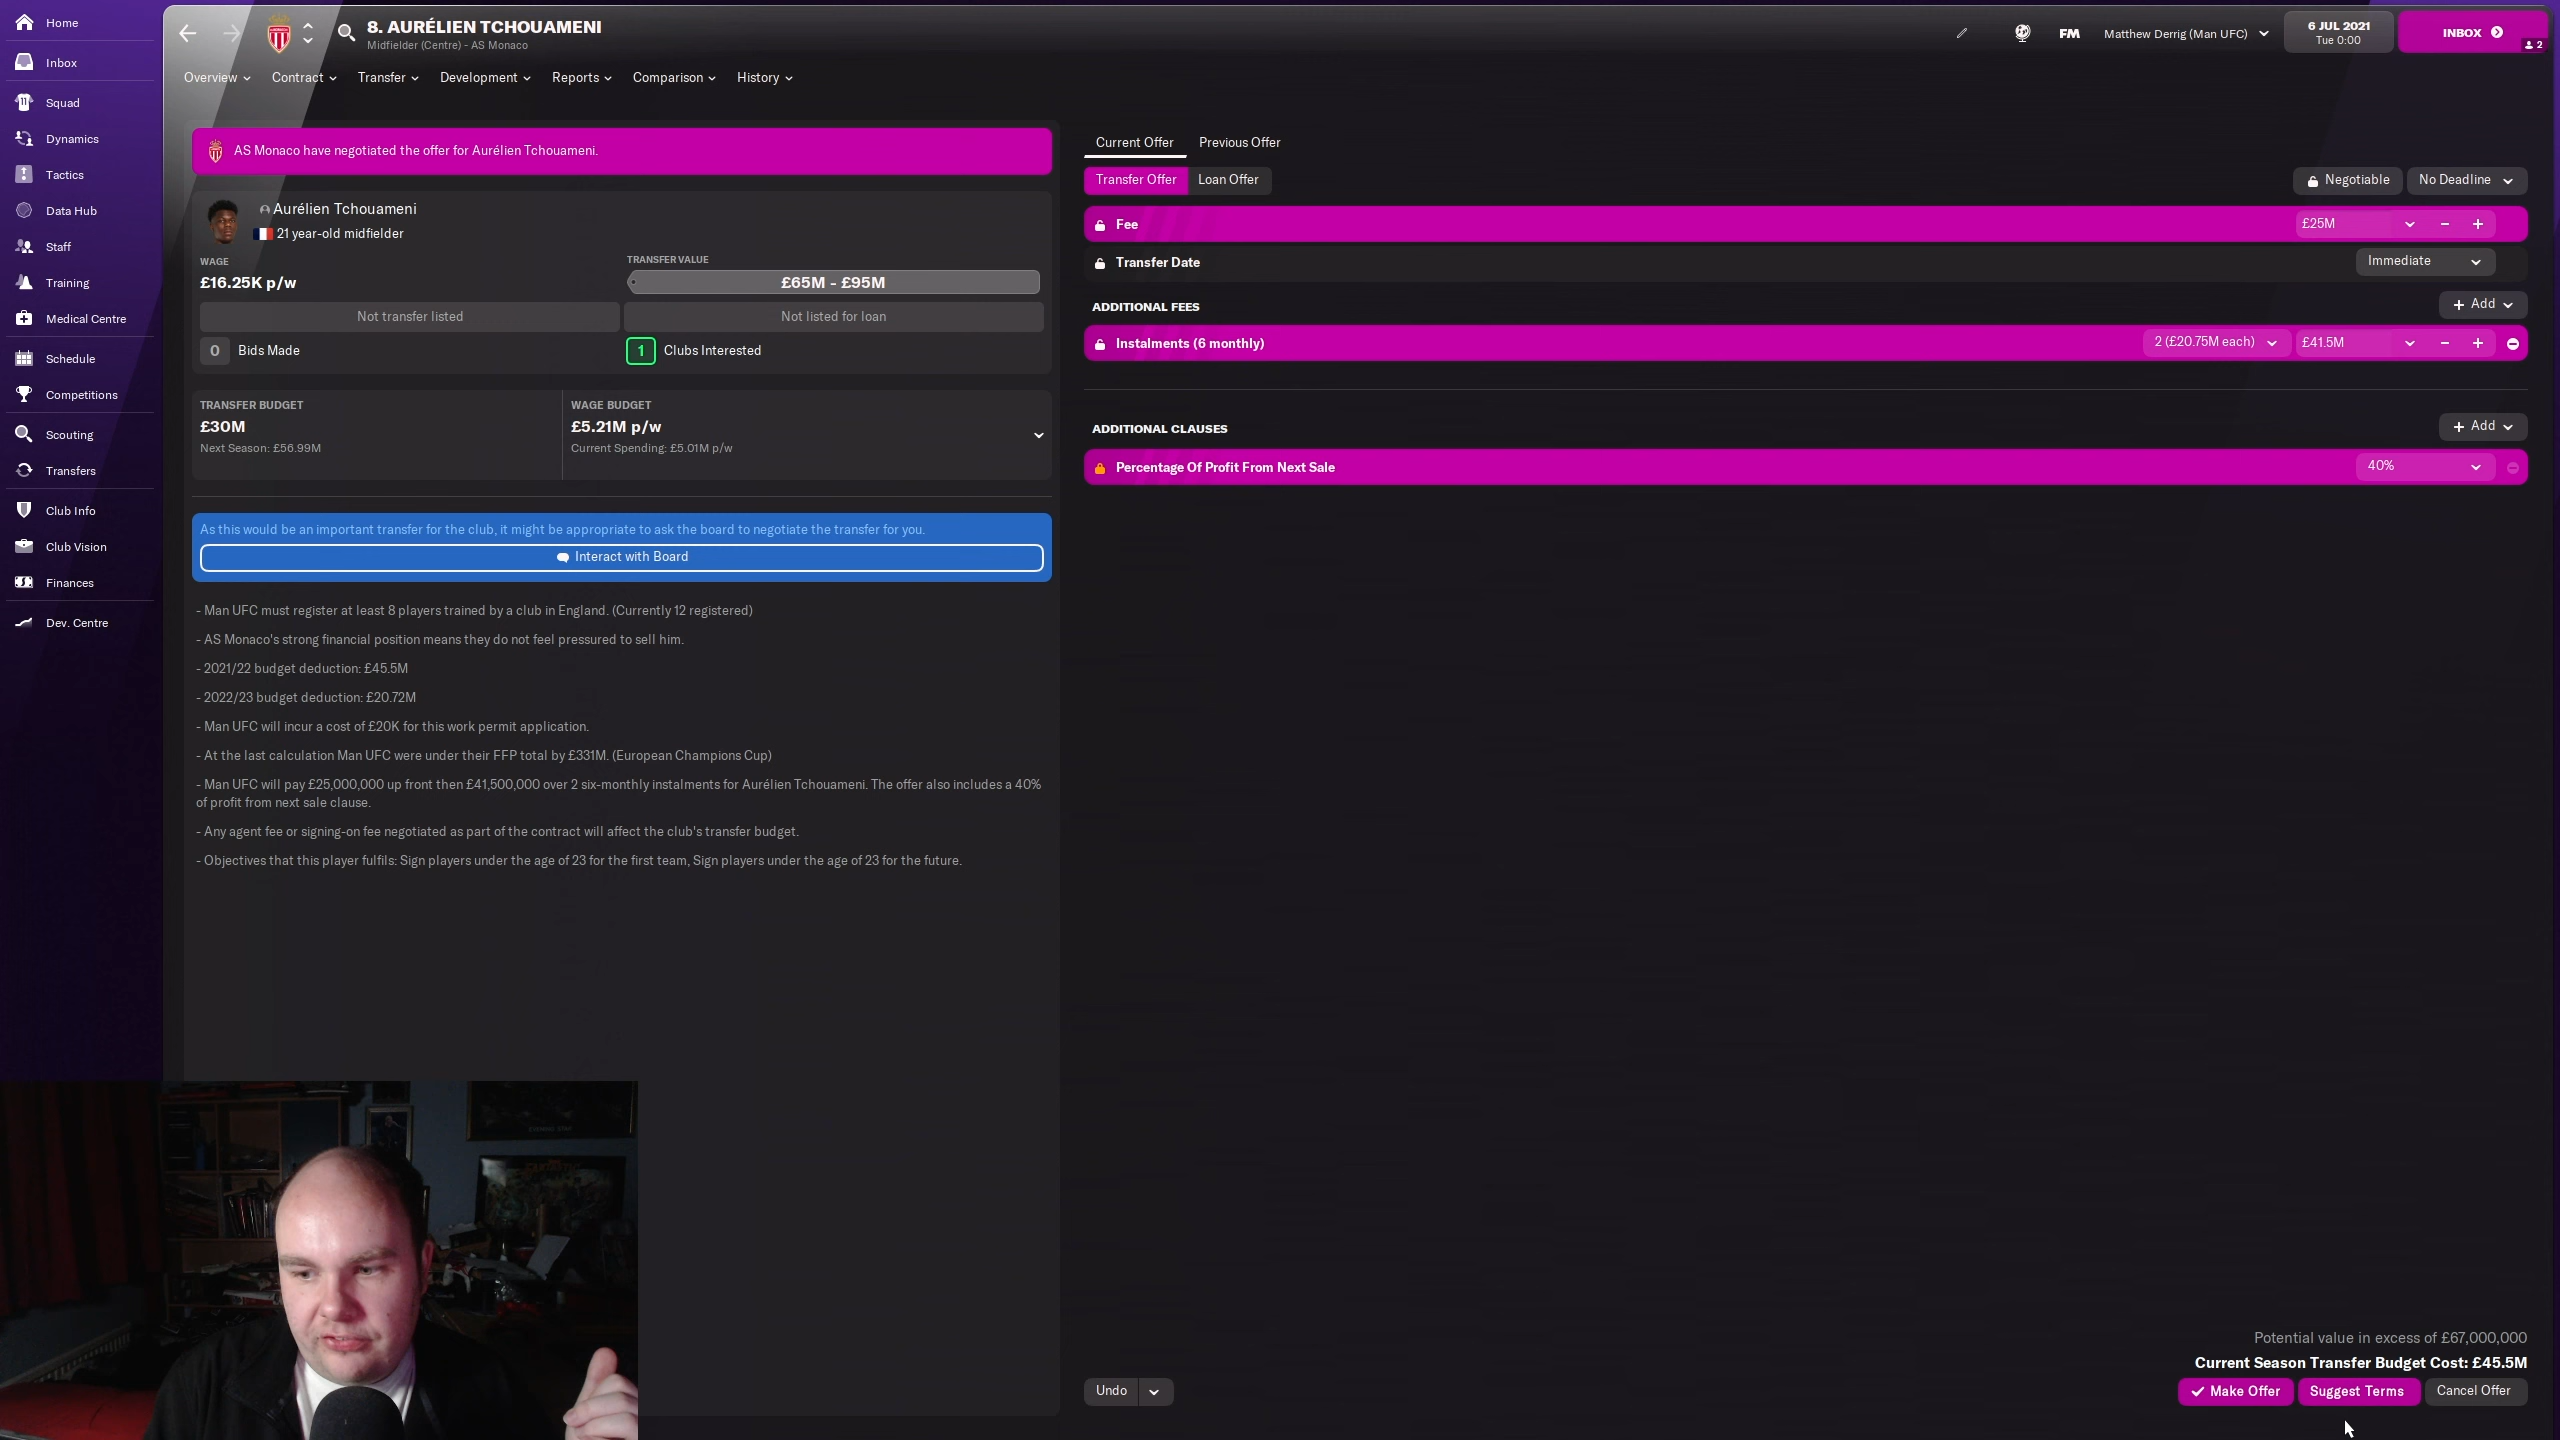 Home
Inbox
Squad
Dynamics
Tactics
Data Hub
Staff
Training
Medical Centre
Schedule
Competitions
Scouting
Transfers
Club Info
Club Vision
Finances
Dev. Centre
8. AURÉLIEN TCHOUAMENI
Midfielder (Centre) - AS Monaco
FM
Matthew Derrig (Man UFC)
6 JUL 2021
Tue 0:00
INBOX
2
Overview
Contract
Transfer
Development
Reports
Comparison
History
AS Monaco have negotiated the offer for Aurélien Tchouameni.
Aurélien Tchouameni
21 year-old midfielder
WAGE
£16.25K p/w
TRANSFER VALUE
£65M - £95M
Not transfer listed
Not listed for loan
0 Bids Made
1 Clubs Interested
TRANSFER BUDGET
£30M
Next Season: £56.99M
WAGE BUDGET
£5.21M p/w
Current Spending: £5.01M p/w
As this would be an important transfer for the club, it might be appropriate to ask the board to negotiate the transfer for you.
Interact with Board
- Man UFC must register at least 8 players trained by a club in England. (Currently 12 registered)
- AS Monaco's strong financial position means they do not feel pressured to sell him.
- 2021/22 budget deduction: £45.5M
- 2022/23 budget deduction: £20.72M
- Man UFC will incur a cost of £20K for this work permit application.
- At the last calculation Man UFC were under their FFP total by £331M. (European Champions Cup)
- Man UFC will pay £25,000,000 up front then £41,500,000 over 2 six-monthly instalments for Aurélien Tchouameni. The offer also includes a 40%
of profit from next sale clause.
- Any agent fee or signing-on fee negotiated as part of the contract will affect the club's transfer budget.
- Objectives that this player fulfils: Sign players under the age of 23 for the first team, Sign players under the age of 23 for the future.
Current Offer
Previous Offer
Transfer Offer
Loan Offer
Negotiable
No Deadline
Fee
£25M
Transfer Date
Immediate
ADDITIONAL FEES
+ Add
Instalments (6 monthly)
2 (£20.75M each)
£41.5M
ADDITIONAL CLAUSES
+ Add
Percentage Of Profit From Next Sale
40%
Potential value in excess of £67,000,000
Current Season Transfer Budget Cost: £45.5M
Undo
Make Offer
Suggest Terms
Cancel Offer